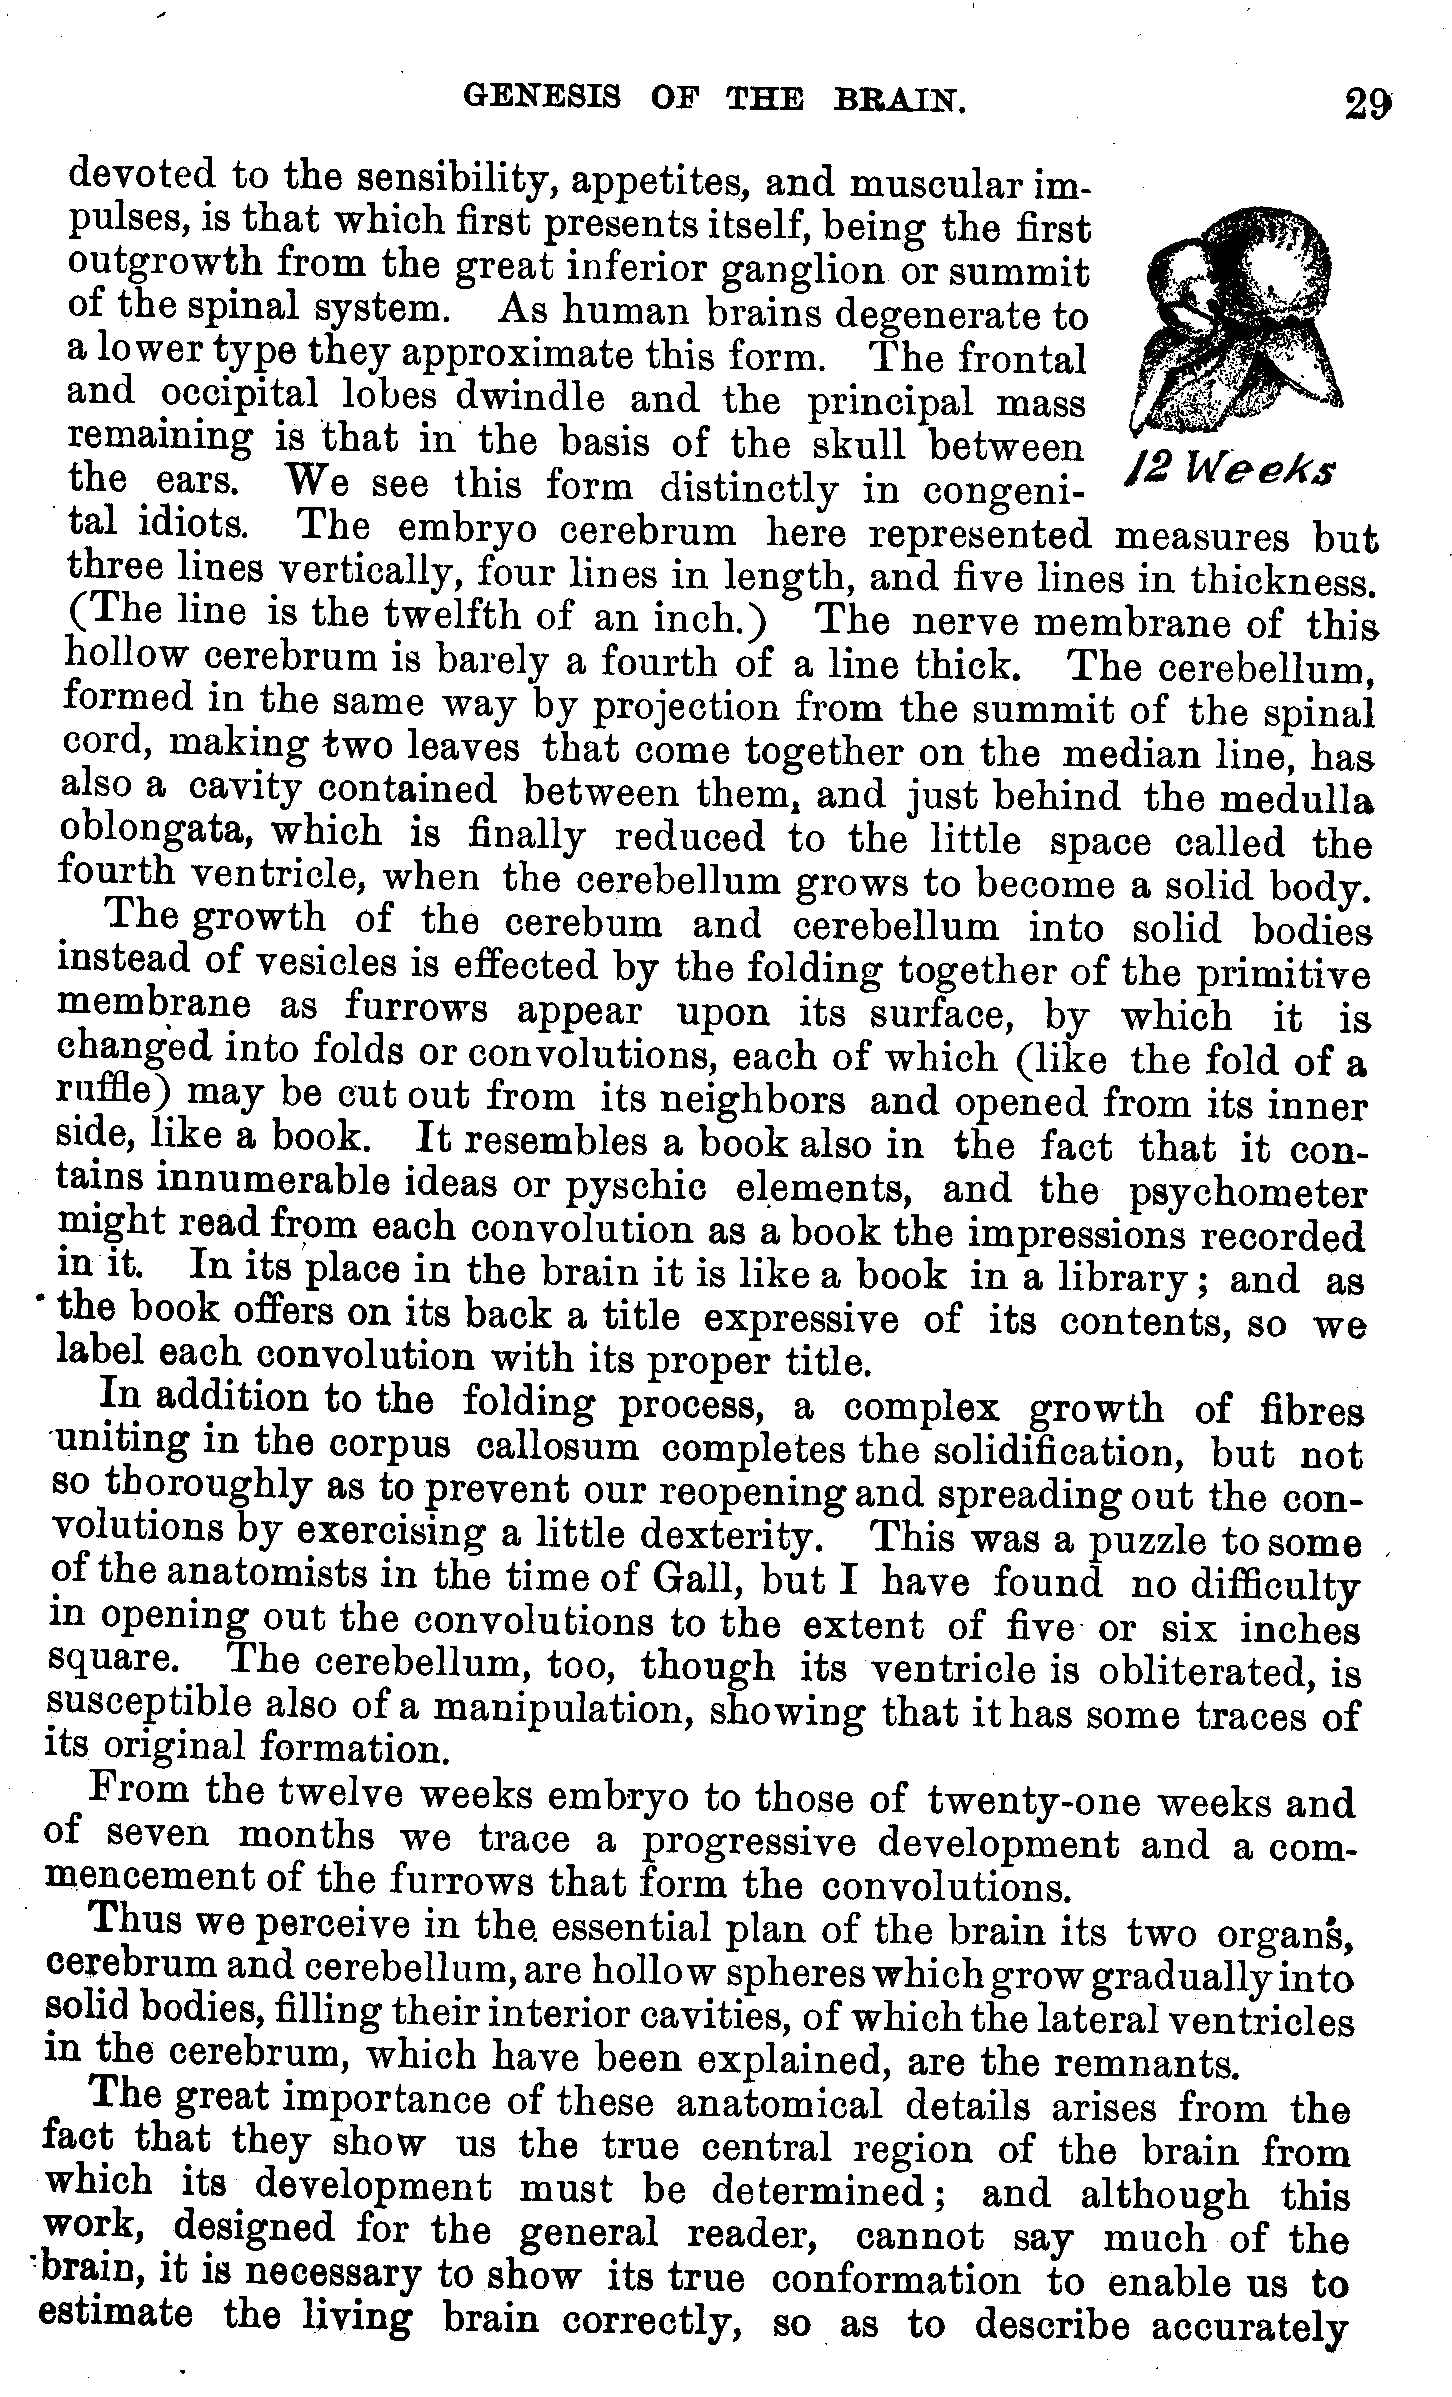 GENESIS OF THE BRAIN. 29
devoted to the sensibility, appetites, and muscular im-
pulses, is that which first presents itself, being the first
outgrowth from the great inferior ganglion or summit
of the spinal system. As human brains degenerate to
a lower type they approximate this form. The frontal
and occipital lobes dwindle and the principal mass
remaining is that in the basis of the skull between
the ears. We see this form distinctly in congeni-
12 Weeks
tal idiots. The embryo cerebrum here represented measures but
three lines vertically, four lines in length, and five lines in thickness.
(The line is the twelfth of an inch.) The nerve membrane of this
hollow cerebrum is barely a fourth of a line thick. The cerebellum,
formed in the same way by projection from the summit of the spinal
cord, making two leaves that come together on the median line, has
also a cavity contained between them, and just behind the medulla
oblongata, which is finally reduced to the little space called the
fourth ventricle, when the cerebellum grows to become a solid body.
The growth of the cerebum and cerebellum into solid bodies
instead of vesicles is effected by the folding together of the primitive
membrane as furrows appear upon its surface, by which it is
changed into folds or convolutions, each of which (like the fold of a
ruffle) may be cut out from its neighbors and opened from its inner
side, like a book. It resembles a book also in the fact that it con-
tains innumerable ideas or pyschic elements, and the psychometer
might read from each convolution as a book the impressions recorded
in it. In its place in the brain it is like a book in a library; and as
the book offers on its back a title expressive of its contents, so we
label each convolution with its proper title.
In addition to the folding process, a complex growth of fibres
uniting in the corpus callosum completes the solidification, but not
so thoroughly as to prevent our reopening and spreading out the con-
volutions by exercising a little dexterity. This was a puzzle to some
of the anatomists in the time of Gall, but I have found no difficulty
in opening out the convolutions to the extent of five or six inches
square. The cerebellum, too, though its ventricle is obliterated, is
susceptible also of a manipulation, showing that it has some traces of
its original formation.
From the twelve weeks embryo to those of twenty-one weeks and
of seven months we trace a progressive development and a com-
mencement of the furrows that form the convolutions.
Thus we perceive in the essential plan of the brain its two organs,
cerebrum and cerebellum, are hollow spheres which grow gradually into
solid bodies, filling their interior cavities, of which the lateral ventricles
in the cerebrum, which have been explained, are the remnants.
The great importance of these anatomical details arises from the
fact that they show us the true central region of the brain from
which its development must be determined; and although this
work, designed for the general reader, cannot say much of the
brain, it is necessary to show its true conformation to enable us to
estimate the living brain correctly, so as to describe accurately